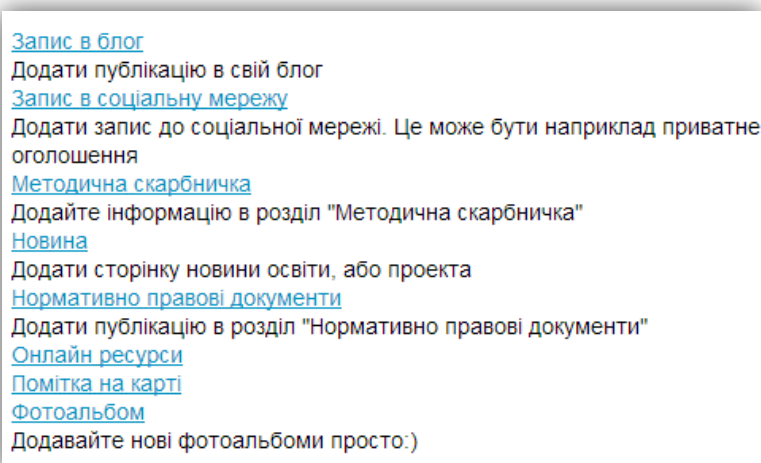 Запис в блог
Додати публікацію в свій блог
Запис в соціальну мережу
Додати запис до соціальної мережі. Це може бути наприклад приватне
оголошення
Методична скарбничка
Додайте інформацію в розділ "Методична скарбничка"
Новина
Додати сторінку новини освіти, або проекта
Нормативно правові документи
Додати публікацію в розділ "Нормативно правові документи"
Онлайн ресурси
Помітка на карті
Фотоальбом
Додавайте нові фотоальбоми просто:)